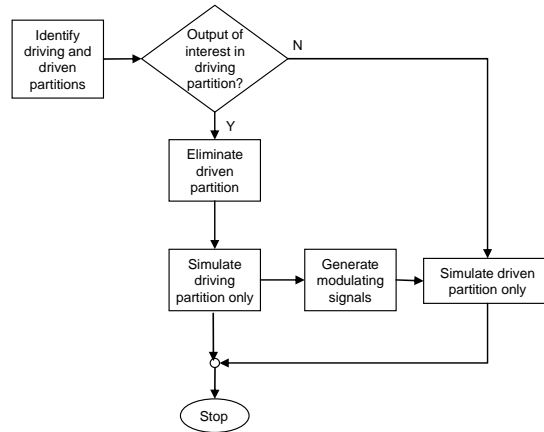 Identify
driving and
driven
partitions
Output of
interest in
driving
partition?
N
Y
Eliminate
driven
partition
Simulate
driving
partition only
Generate
modulating
signals
Simulate driven
partition only
Stop